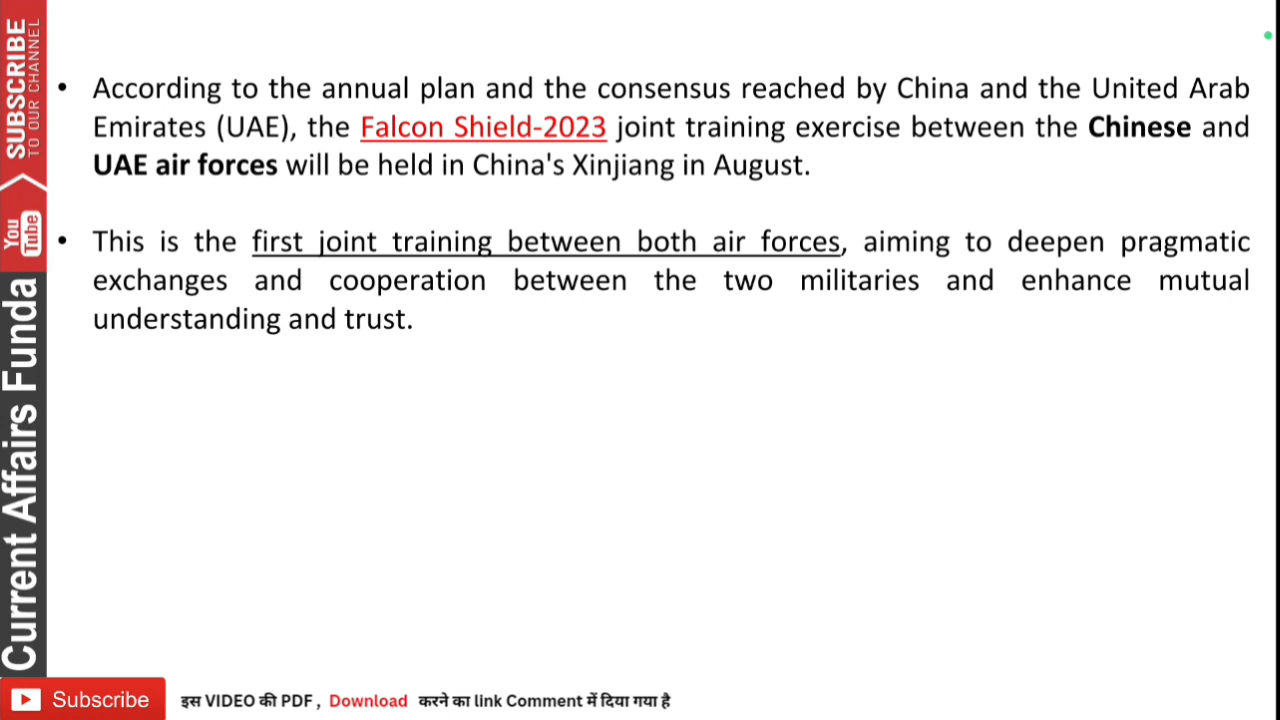 • According to the annual plan and the consensus reached by China and the United Arab
Emirates (UAE), the Falcon Shield-2023 joint training exercise between the Chinese and
UAE air forces will be held in China's Xinjiang in August.
• This is the first joint training between both air forces, aiming to deepen pragmatic
exchanges and cooperation between the two militaries and enhance mutual
understanding and trust.
SUBSCRIBE
TO OUR CHANNEL
You
Tube
Current Affairs Funda
Subscribe
इस VIDEO की PDF , Download करने का link Comment में दिया गया है